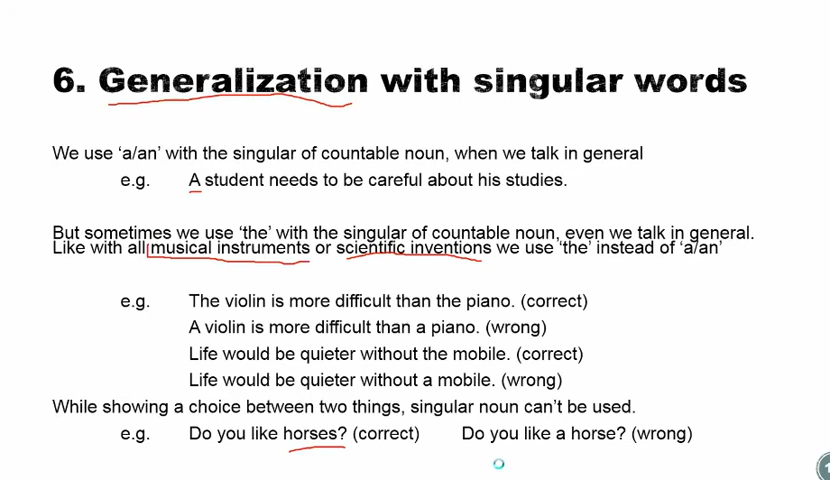 6. Generalization with singular words
We use ‘a/an’ with the singular of countable noun, when we talk in general
e.g. A student needs to be careful about his studies.
But sometimes we use ‘the’ with the singular of countable noun, even we talk in general.
Like with all musical instruments or scientific inventions we use ‘the’ instead of ‘a/an’
e.g. The violin is more difficult than the piano. (correct)
A violin is more difficult than a piano. (wrong)
Life would be quieter without the mobile. (correct)
Life would be quieter without a mobile. (wrong)
While showing a choice between two things, singular noun can’t be used.
e.g. Do you like horses? (correct) Do you like a horse? (wrong)